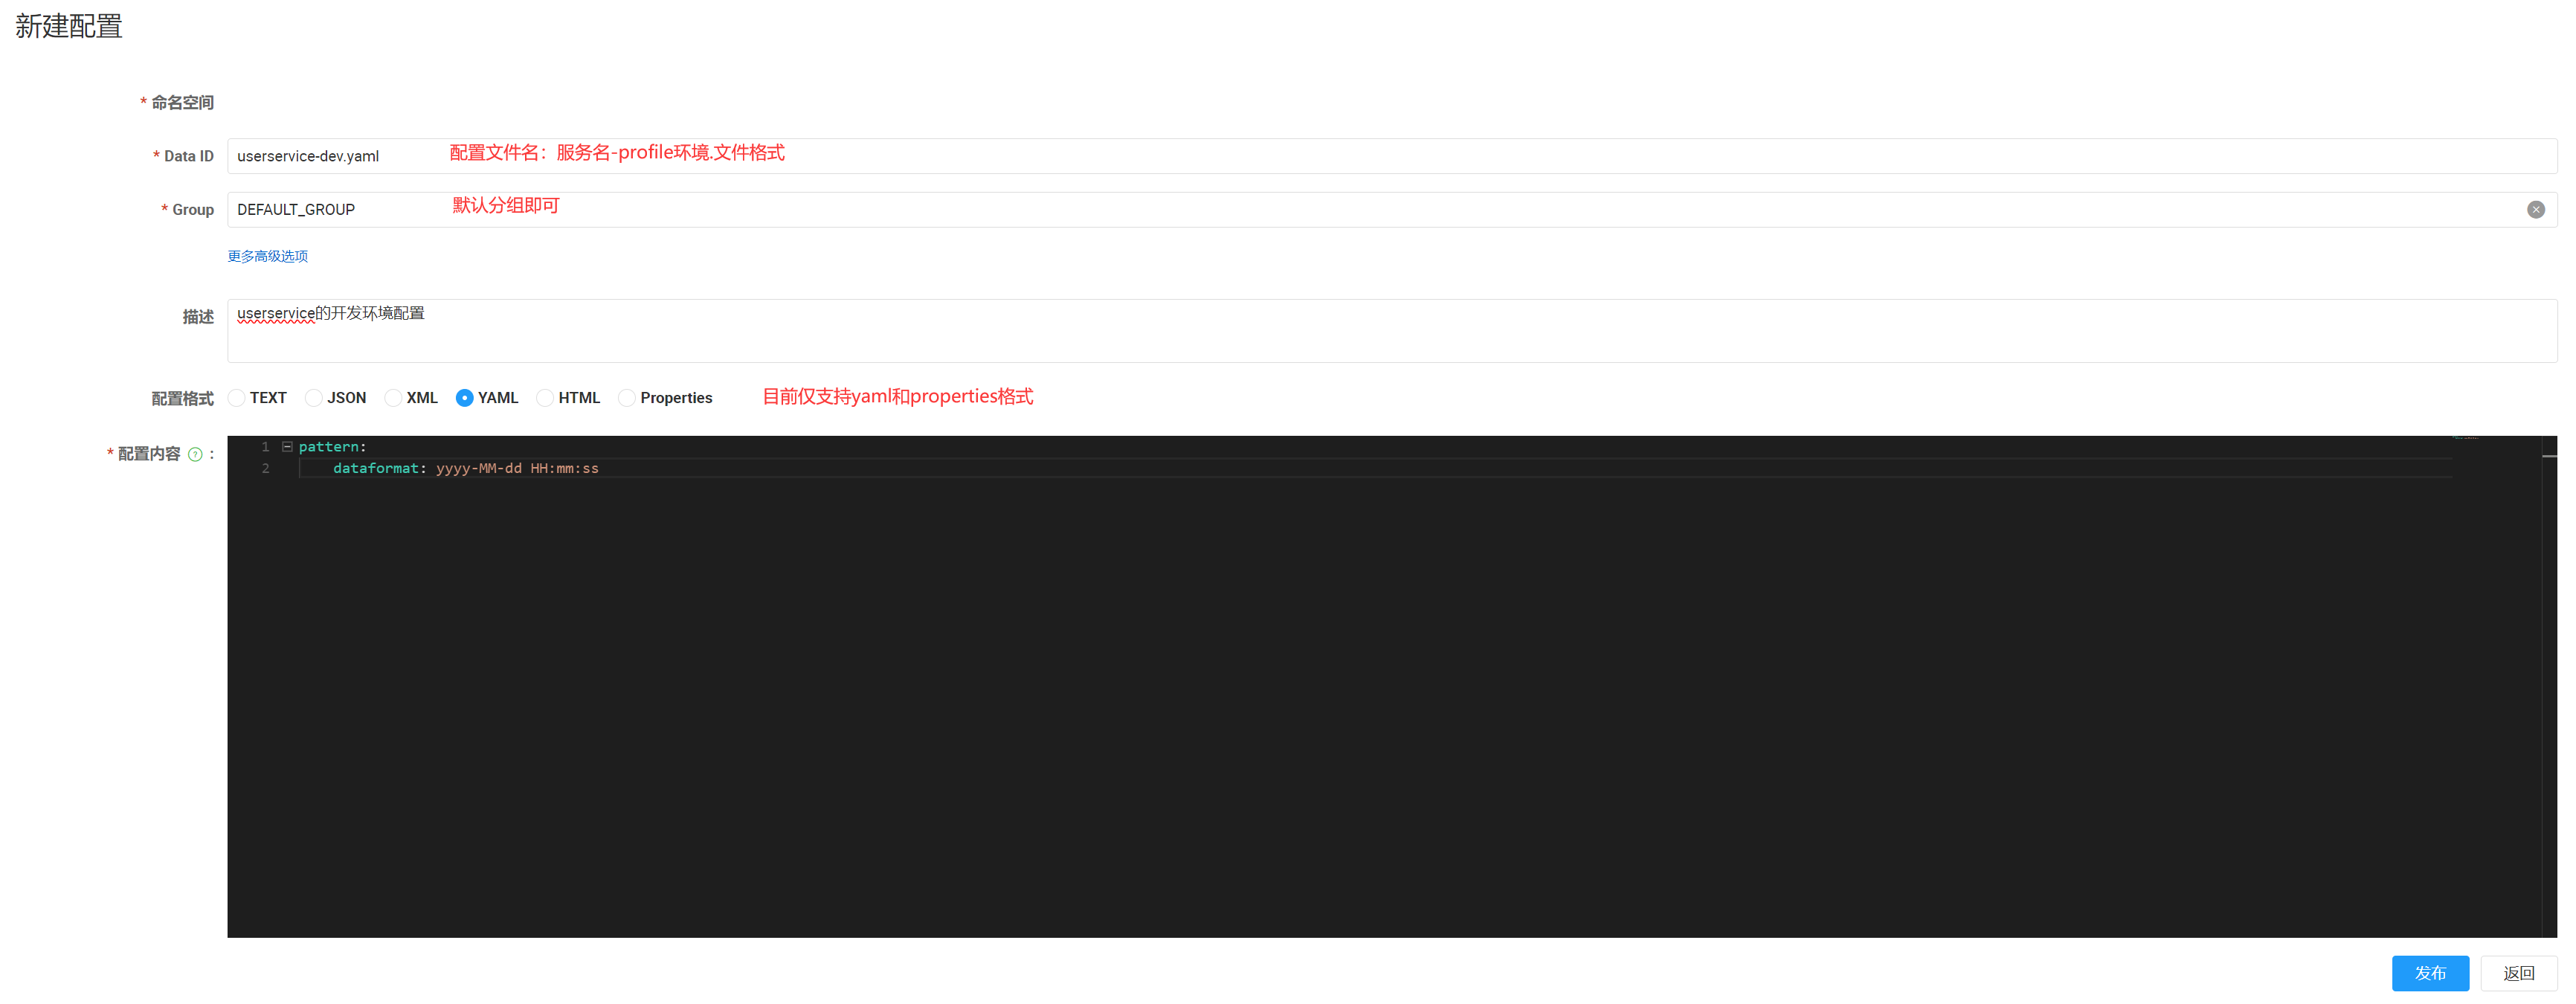 新建配置
* 命名空间
* Data ID userservice-dev.yaml 配置文件名：服务名-profile环境.文件格式
* Group DEFAULT_GROUP 默认分组即可
更多高级选项
描述 userservice的开发环境配置
配置格式 TEXT JSON XML YAML HTML Properties 目前仅支持yaml和properties格式
* 配置内容 ? :
1 pattern:
2 dataformat: yyyy-MM-dd HH:mm:ss
发布 返回